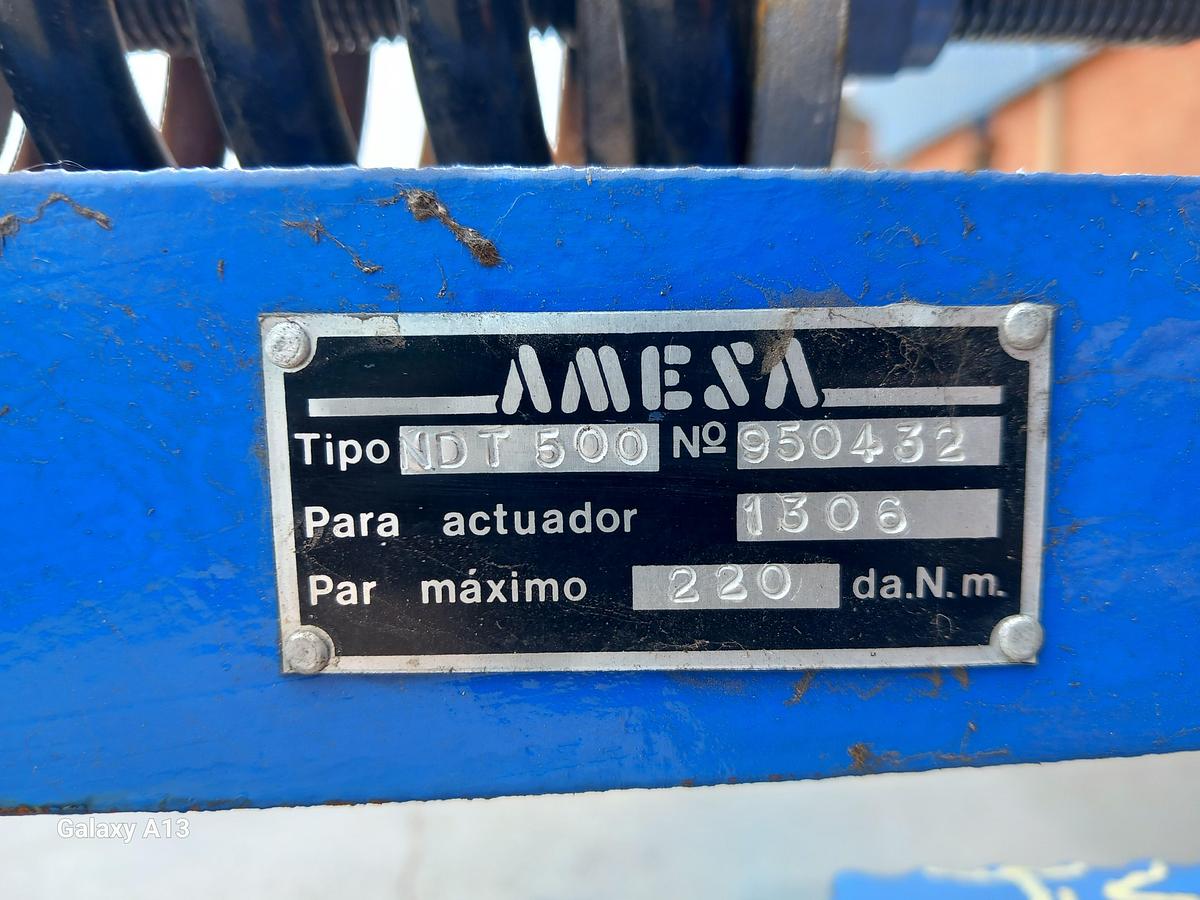 AMESA
Tipo NDT 500 Nº 950432
Para actuador 1306
Par máximo 220 da.N.m.
Galaxy A13